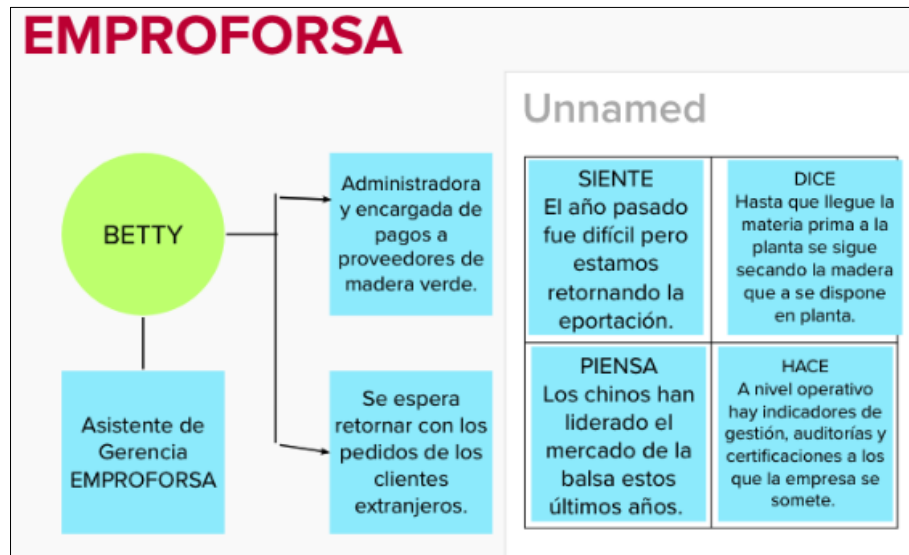 EMPROFORSA
BETTY
Asistente de
Gerencia
EMPROFORSA
Administradora
y encargada de
pagos a
proveedores de
madera verde.
Se espera
retornar con los
pedidos de los
clientes
extranjeros.
Unnamed
SIENTE
El año pasado
fue difícil pero
estamos
retornando la
eportación.
DICE
Hasta que llegue la
materia prima a la
planta se sigue
secando la madera
que a se dispone
en planta.
PIENSA
Los chinos han
liderado el
mercado de la
balsa estos
últimos años.
HACE
A nivel operativo
hay indicadores de
gestión, auditorías y
certificaciones a los
que la empresa se
somete.